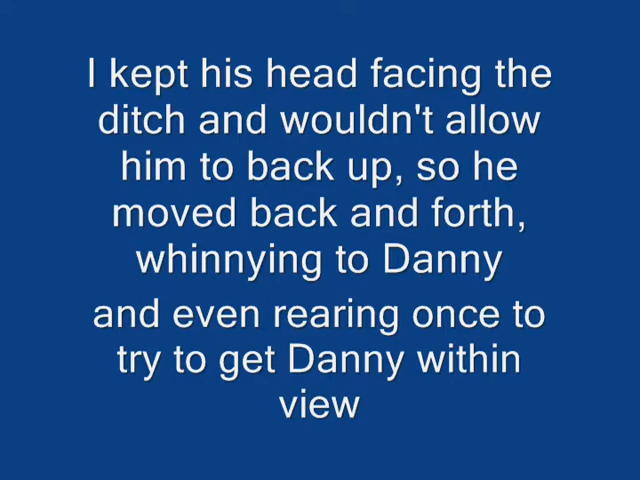 I kept his head facing the
ditch and wouldn't allow
him to back up, so he
moved back and forth,
whinnying to Danny
and even rearing once to
try to get Danny within
view